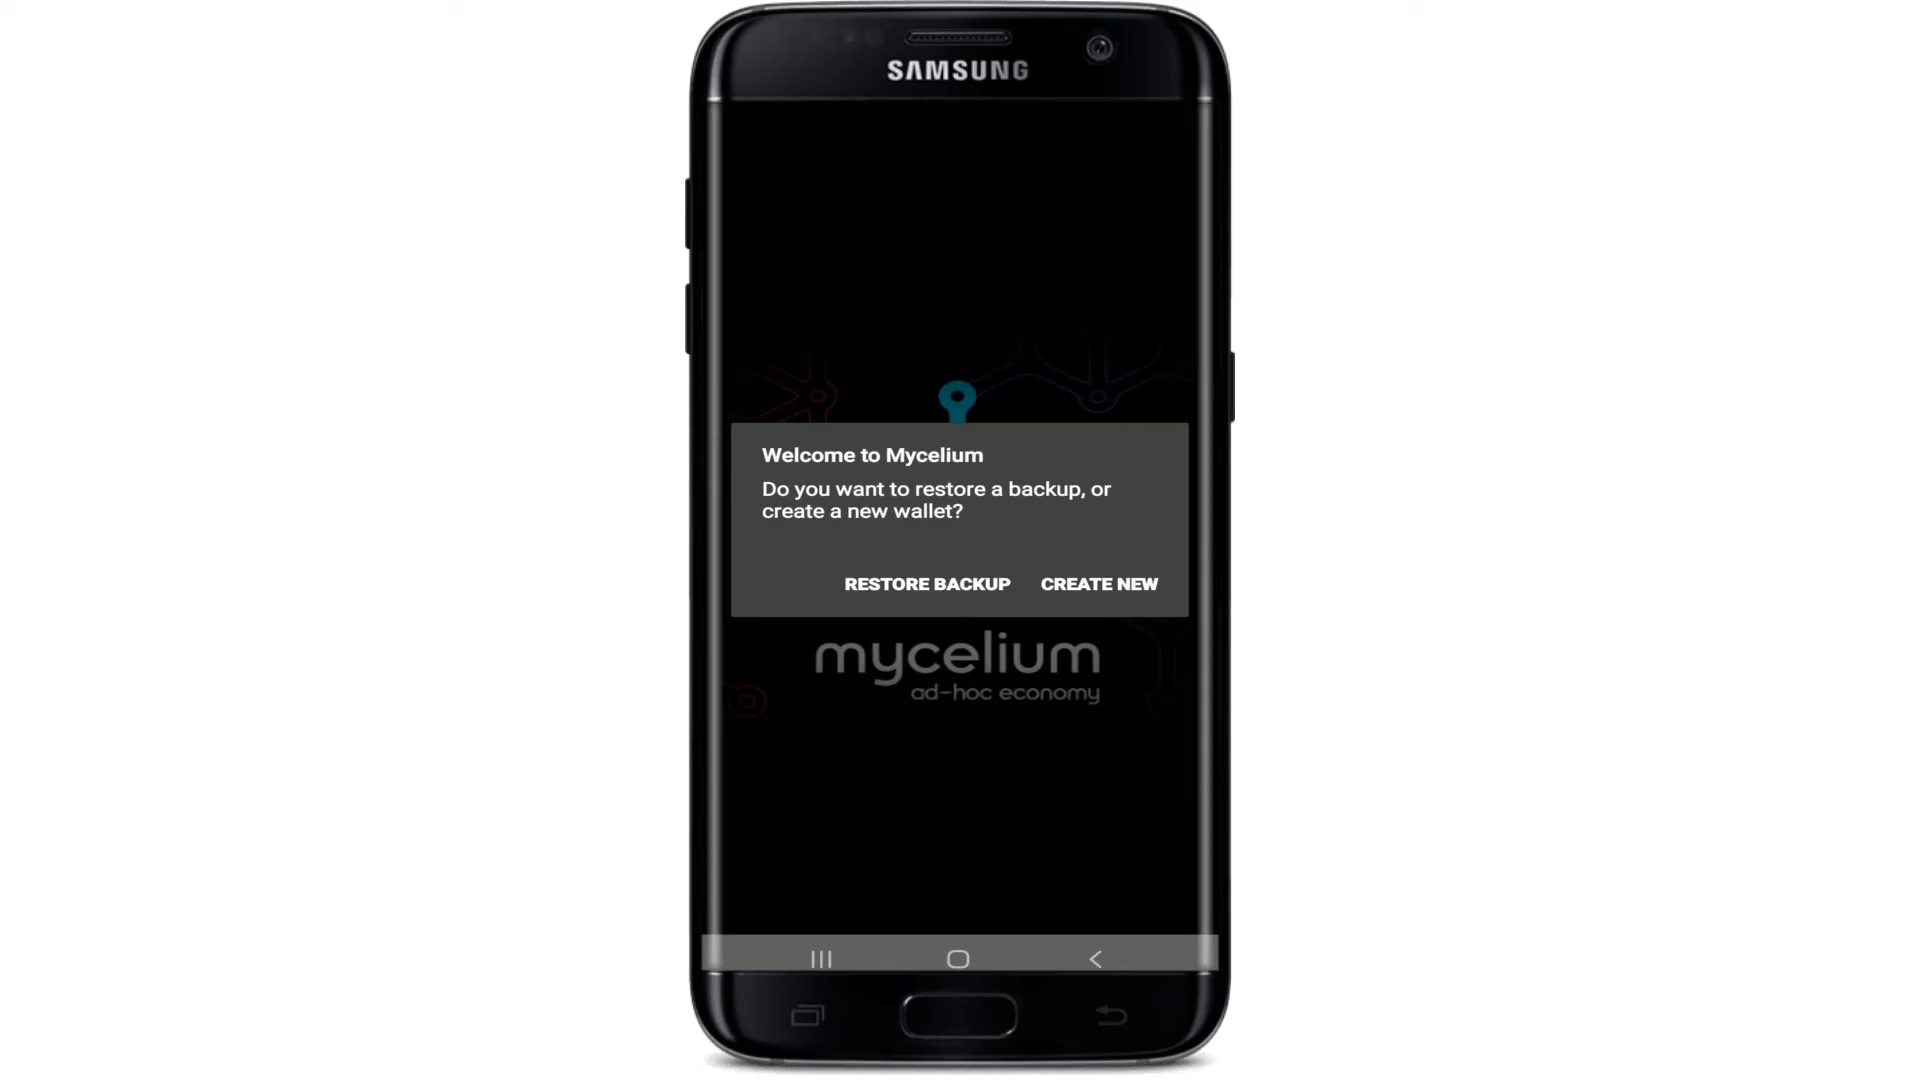 SAMSUNG
Welcome to Mycelium
Do you want to restore a backup, or
create a new wallet?
RESTORE BACKUP CREATE NEW
mycelium
ad-hoc economy